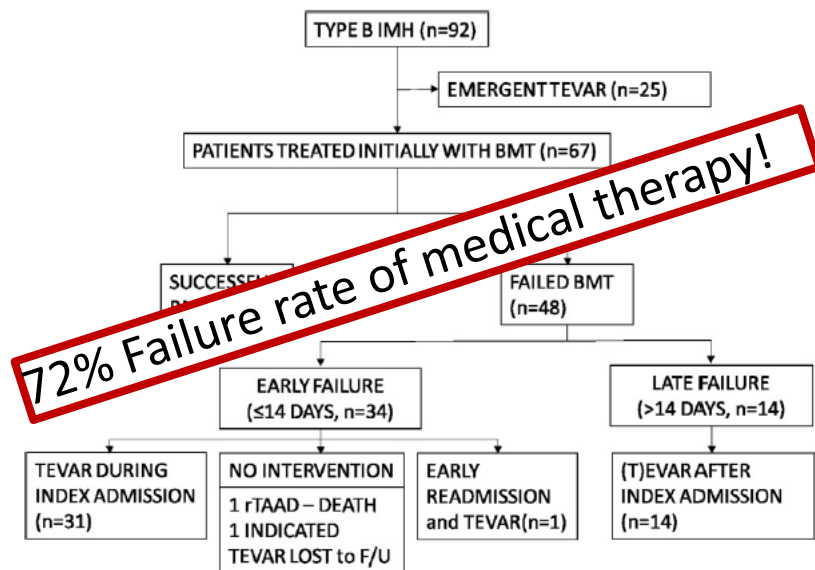 TYPE B IMH (n=92)
EMERGENT TEVAR (n=25)
PATIENTS TREATED INITIALLY WITH BMT (n=67)
72% Failure rate of medical therapy!
FAILED BMT
(n=48)
EARLY FAILURE
(≤14 DAYS, n=34)
LATE FAILURE
(>14 DAYS, n=14)
TEVAR DURING
INDEX ADMISSION
(n=31)
NO INTERVENTION
1 rTAAD – DEATH
1 INDICATED
TEVAR LOST to F/U
EARLY
READMISSION
and TEVAR(n=1)
(T)EVAR AFTER
INDEX ADMISSION
(n=14)